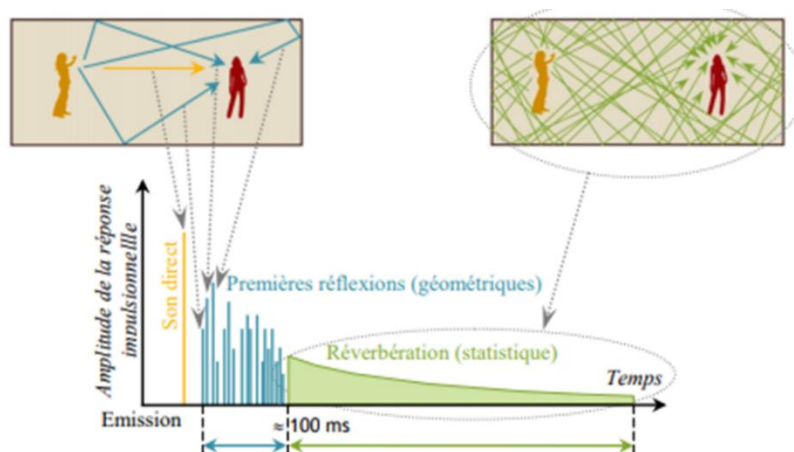 Amplitude de la réponse
impulsionnellle
Son direct
Premières réflexions (géométriques)
Réverbération (statistique)
Temps
Emission
≈ 100 ms